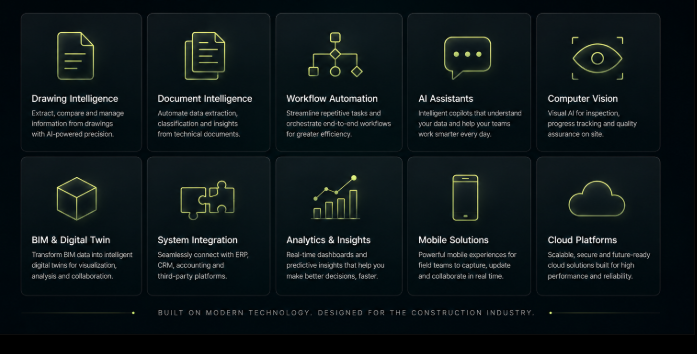 Drawing Intelligence
Extract, compare and manage
information from drawings
with AI-powered precision.
Document Intelligence
Automate data extraction,
classification and insights
from technical documents.
Workflow Automation
Streamline repetitive tasks and
orchestrate end-to-end workflows
for greater efficiency.
AI Assistants
Intelligent copilots that understand
your data and help your teams
work smarter every day.
Computer Vision
Visual AI for inspection,
progress tracking and quality
assurance on site.
BIM & Digital Twin
Transform BIM data into intelligent
digital twins for visualization,
analysis and collaboration.
System Integration
Seamlessly connect with ERP,
CRM, accounting and
third-party platforms.
Analytics & Insights
Real-time dashboards and
predictive insights that help you
make better decisions, faster.
Mobile Solutions
Powerful mobile experiences for
field teams to capture, update
and collaborate in real time.
Cloud Platforms
Scalable, secure and future-ready
cloud solutions built for high
performance and reliability.
BUILT ON MODERN TECHNOLOGY. DESIGNED FOR THE CONSTRUCTION INDUSTRY.